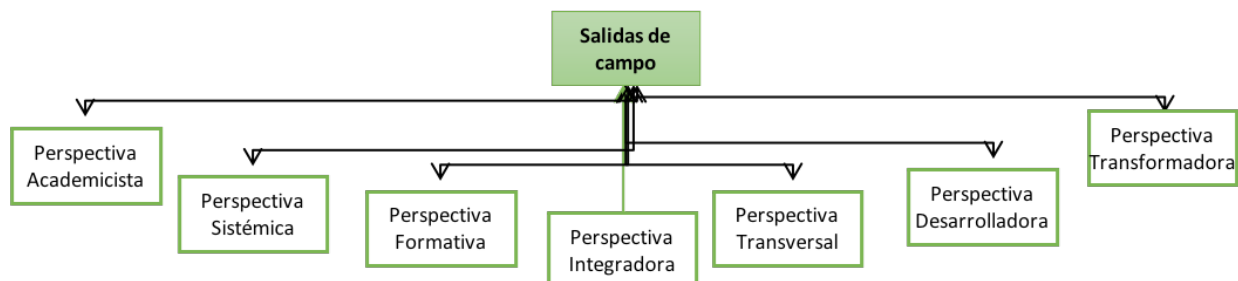 Salidas de
campo
Perspectiva
Academicista
Perspectiva
Sistémica
Perspectiva
Formativa
Perspectiva
Integradora
Perspectiva
Transversal
Perspectiva
Desarrolladora
Perspectiva
Transformadora